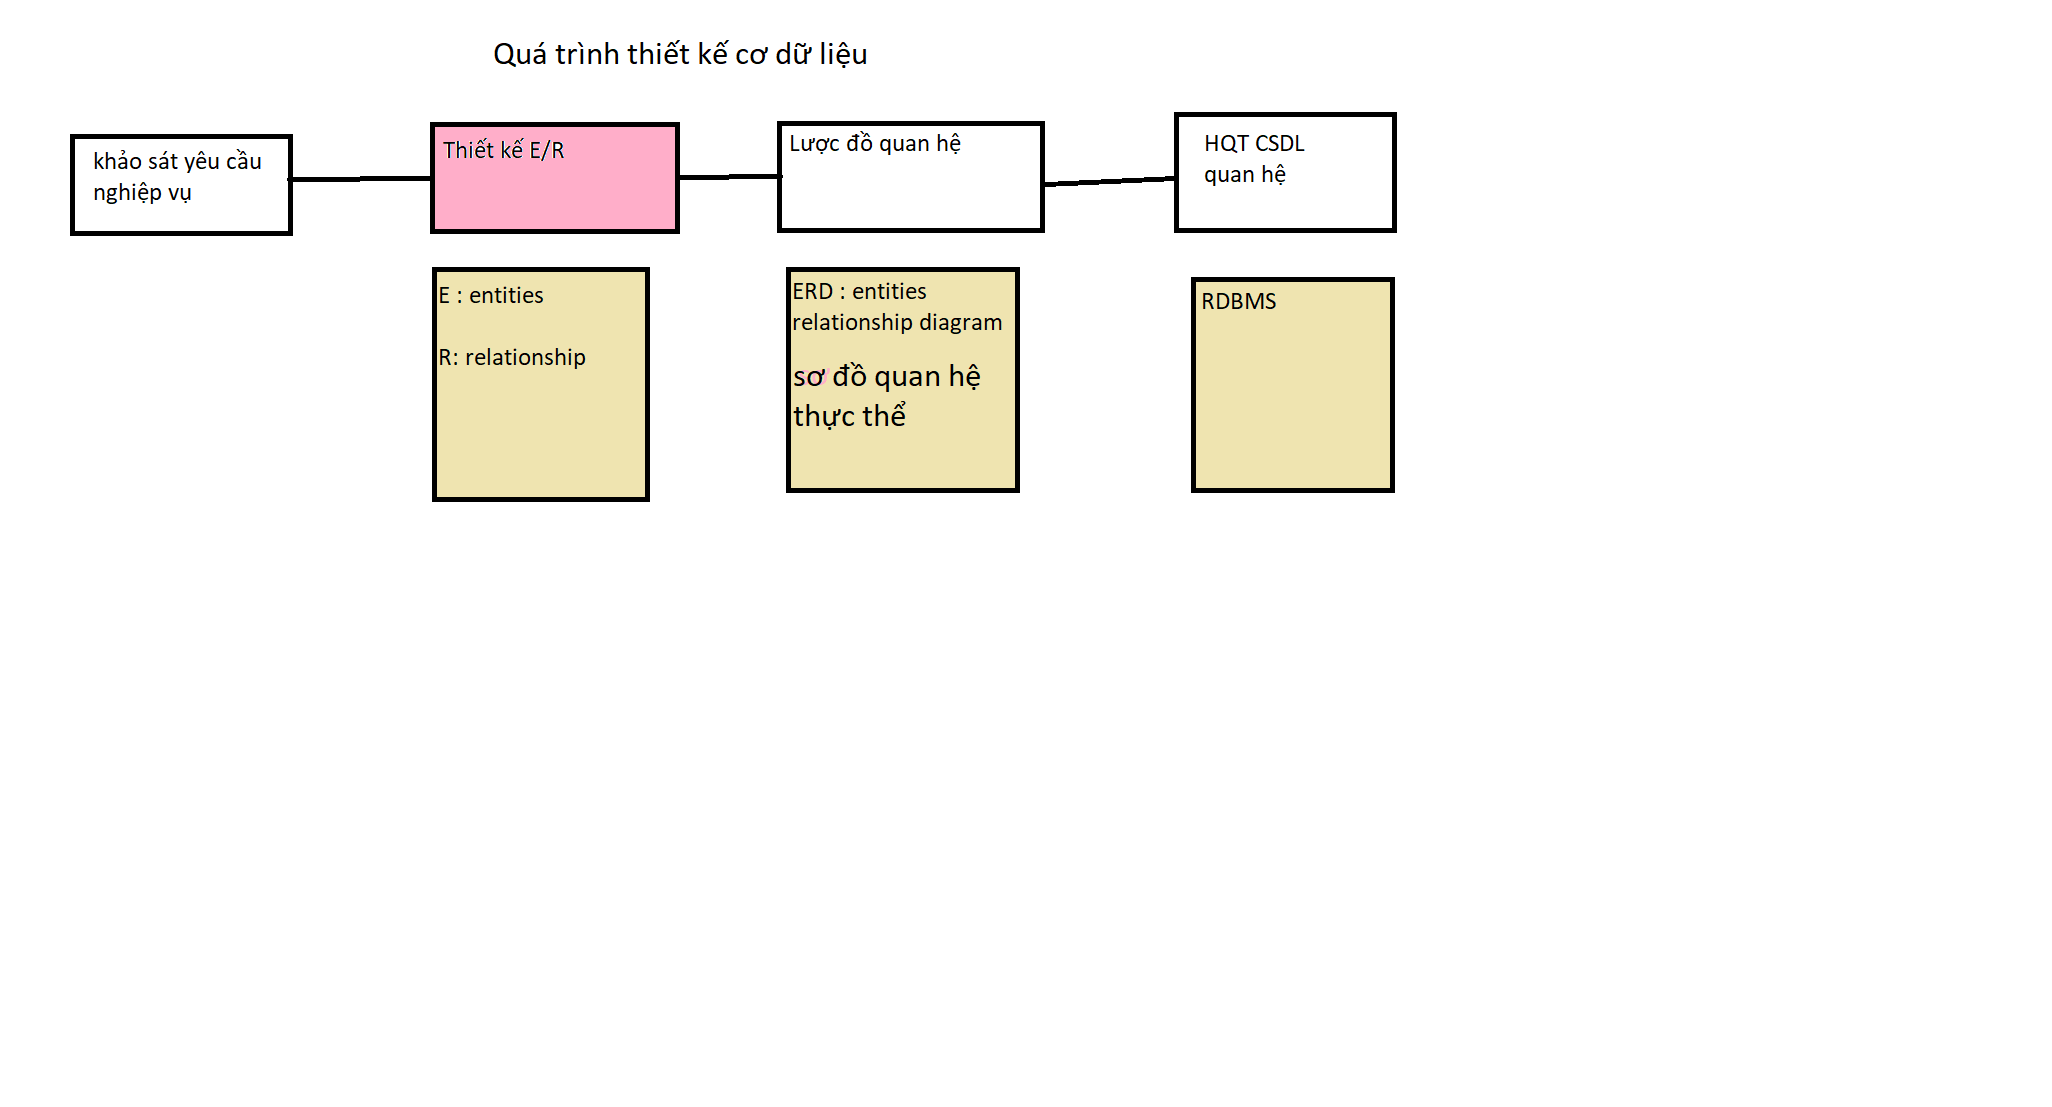 Quá trình thiết kế cơ dữ liệu
khảo sát yêu cầu
nghiệp vụ
Thiết kế E/R
Lược đồ quan hệ
HQT CSDL
quan hệ
E : entities
R: relationship
ERD : entities
relationship diagram
sơ đồ quan hệ
thực thể
RDBMS